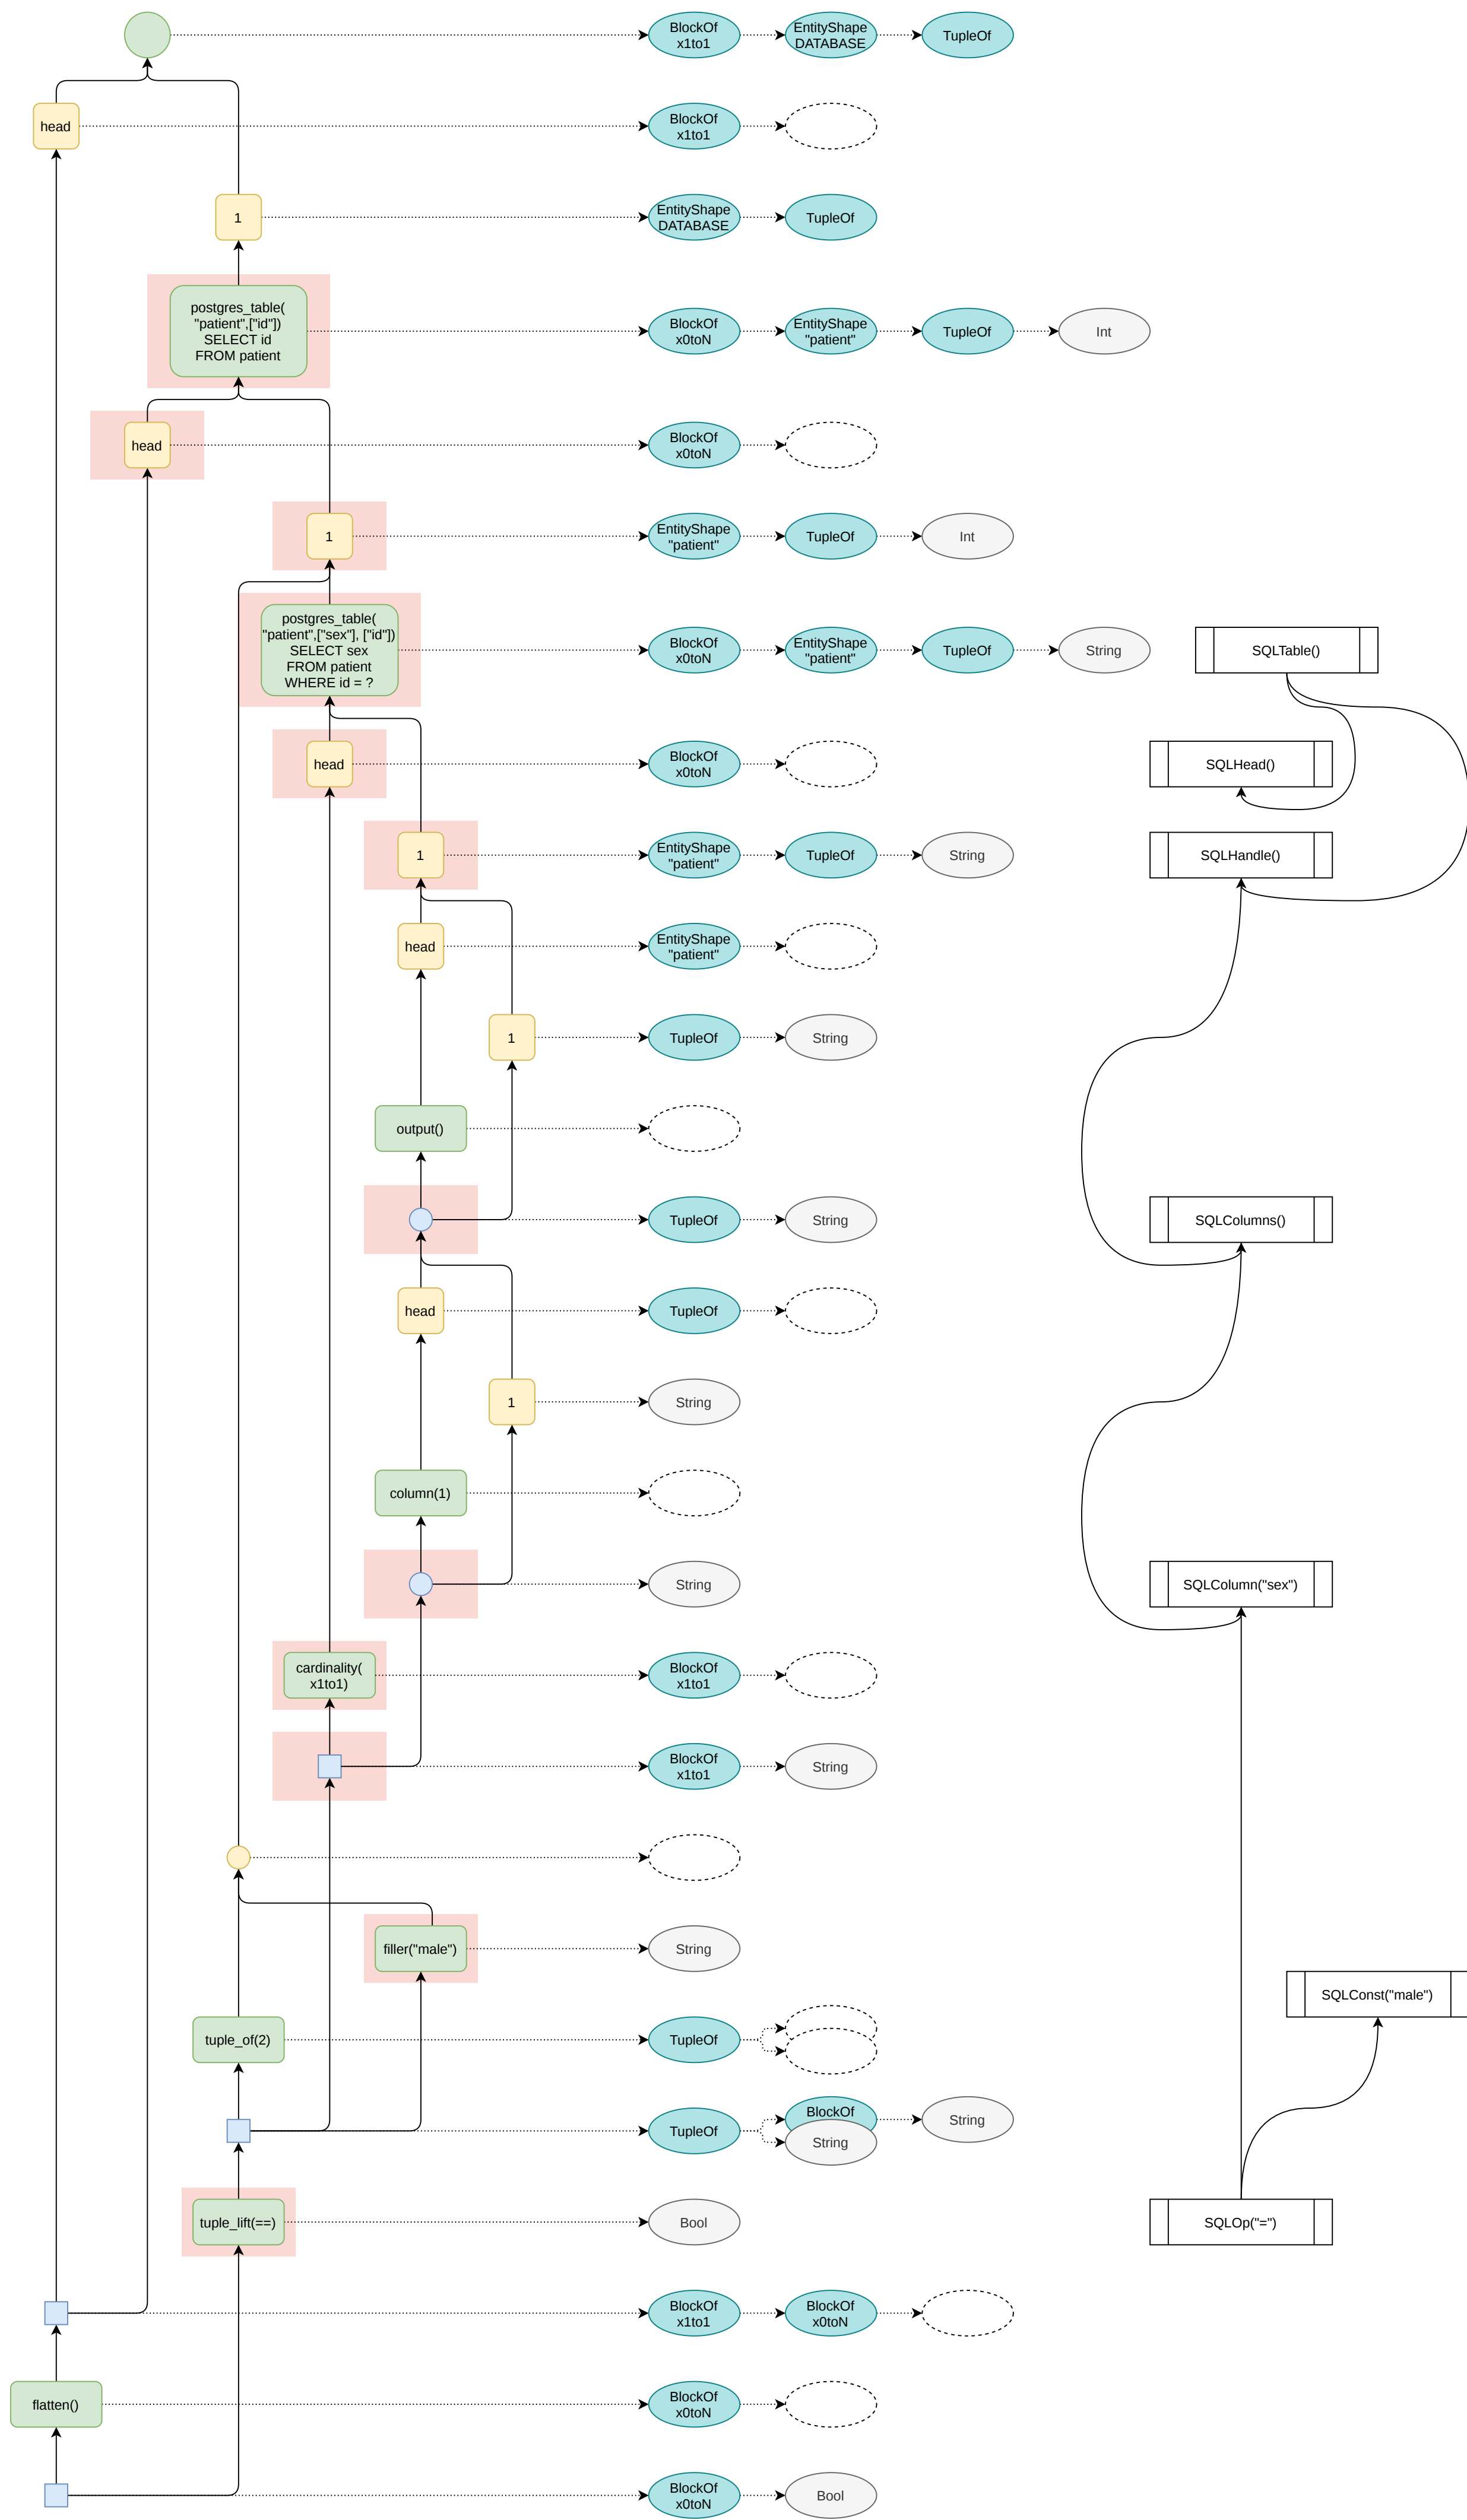 BlockOf
x1to1
EntityShape
DATABASE
TupleOf
head
BlockOf
x1to1
1
EntityShape
DATABASE
TupleOf
postgres_table(
"patient",["id"])
SELECT id
FROM patient
BlockOf
x0toN
EntityShape
"patient"
TupleOf
Int
head
BlockOf
x0toN
1
EntityShape
"patient"
TupleOf
Int
postgres_table(
"patient",["sex"], ["id"])
SELECT sex
FROM patient
WHERE id = ?
BlockOf
x0toN
EntityShape
"patient"
TupleOf
String
SQLTable()
head
BlockOf
x0toN
SQLHead()
1
EntityShape
"patient"
TupleOf
String
SQLHandle()
head
EntityShape
"patient"
1
TupleOf
String
output()
TupleOf
String
SQLColumns()
head
TupleOf
1
String
column(1)
String
SQLColumn("sex")
cardinality(
x1to1)
BlockOf
x1to1
BlockOf
x1to1
String
filler("male")
String
SQLConst("male")
tuple_of(2)
TupleOf
TupleOf
BlockOf
String
String
tuple_lift(==)
Bool
SQLOp("=")
BlockOf
x1to1
BlockOf
x0toN
flatten()
BlockOf
x0toN
BlockOf
x0toN
Bool